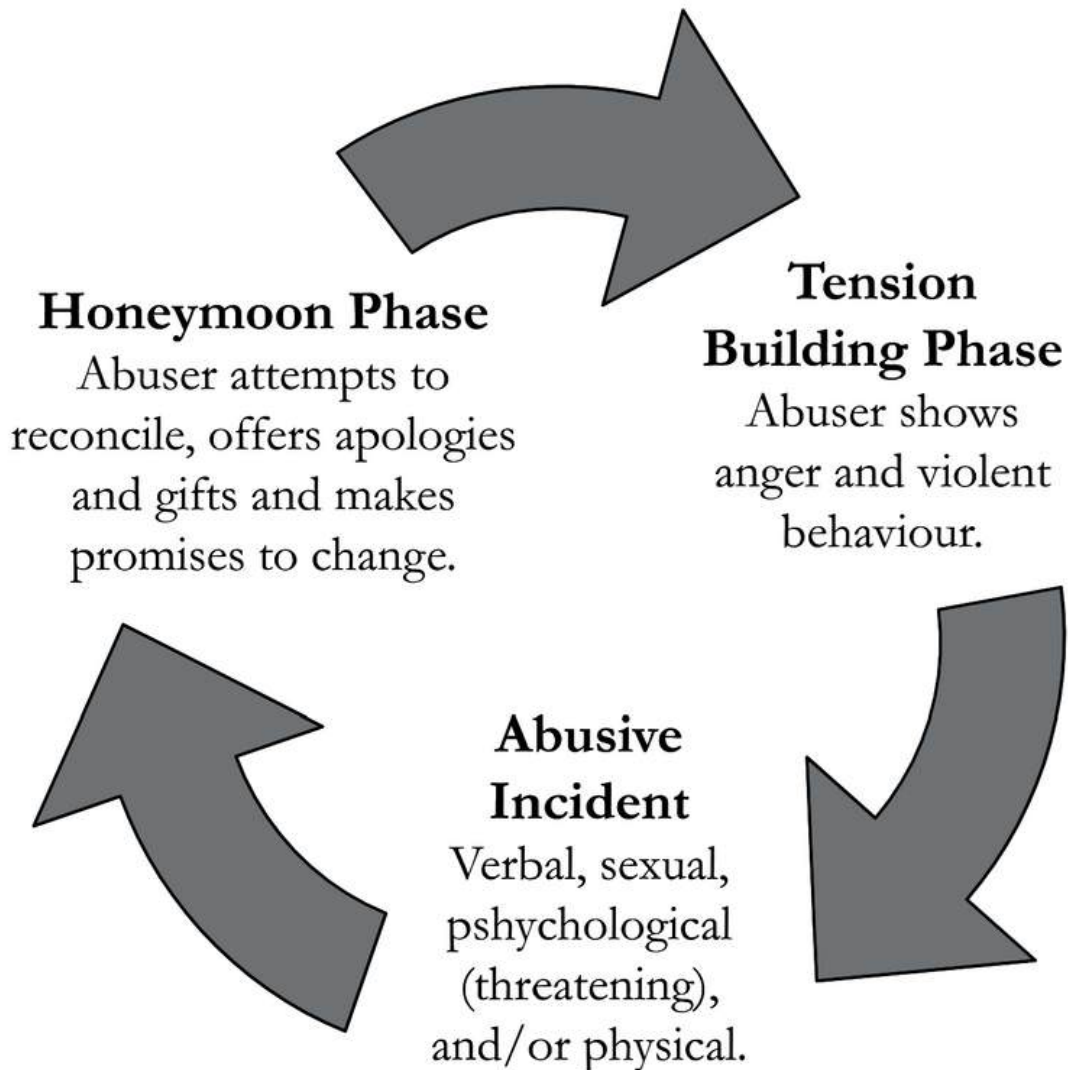 Honeymoon Phase
Abuser attempts to
reconcile, offers apologies
and gifts and makes
promises to change.
Tension
Building Phase
Abuser shows
anger and violent
behaviour.
Abusive
Incident
Verbal, sexual,
pshychological
(threatening),
and/or physical.